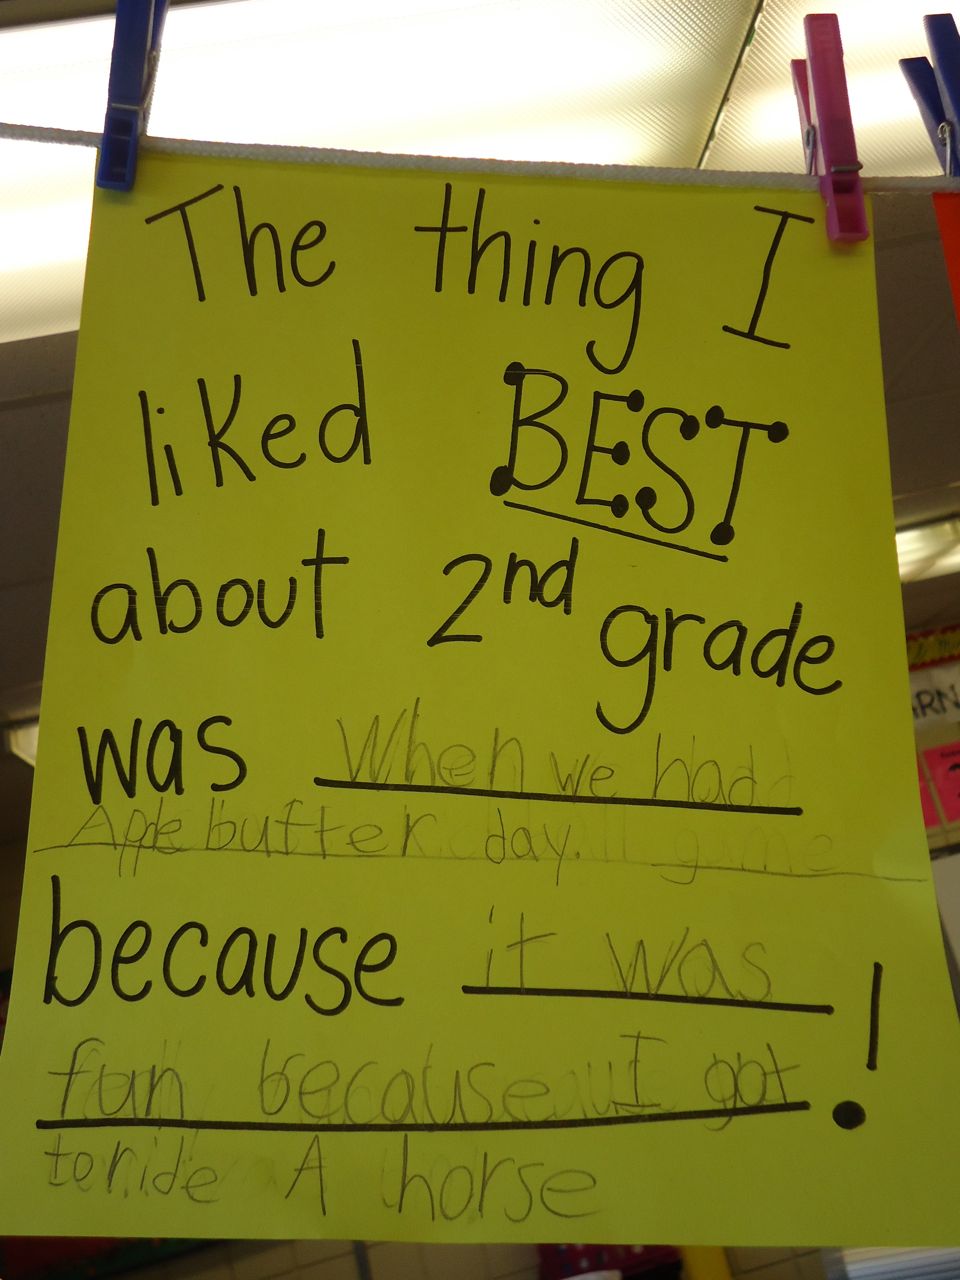 The thing I
liked BEST
about 2nd grade
was When we had
Apple butter day.
because it was
fun because I got !
to ride A horse